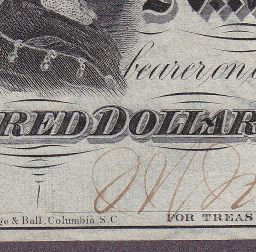 bearer on
RED DOLLAR
ge & Ball, Columbia S.C
FOR TREAS